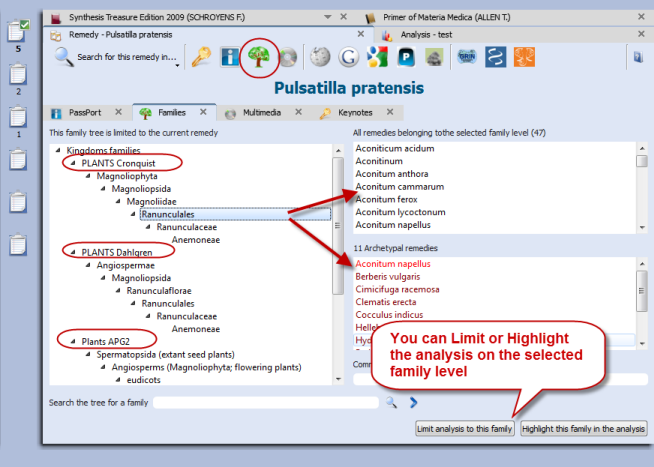 Synthesis Treasure Edition 2009 (SCHROYENS F.)
Primer of Materia Medica (ALLEN T.)
Remedy - Pulsatilla pratensis
Analysis - test
Search for this remedy in...
GRIN
5
2
1
Pulsatilla pratensis
PassPort
Families
Multimedia
Keynotes
This family tree is limited to the current remedy
All remedies belonging tothe selected family level (47)
Kingdoms families
PLANTS Cronquist
Magnoliophyta
Magnoliopsida
Magnoliidae
Ranunculales
Ranunculaceae
Anemoneae
PLANTS Dahlgren
Angiospermae
Magnoliopsida
Ranunculaflorae
Ranunculales
Ranunculaceae
Anemoneae
Plants APG2
Spermatopsida (extant seed plants)
Angiosperms (Magnoliophyta; flowering plants)
eudicots
Aconiticum acidum
Aconitinum
Aconitum anthora
Aconitum cammarum
Aconitum ferox
Aconitum lycoctonum
Aconitum napellus
11 Archetypal remedies
Aconitum napellus
Berberis vulgaris
Cimicifuga racemosa
Clematis erecta
Cocculus indicus
Helle
Hyd
Comm
You can Limit or Highlight
the analysis on the selected
family level
Search the tree for a family
Limit analysis to this family
Highlight this family in the analysis